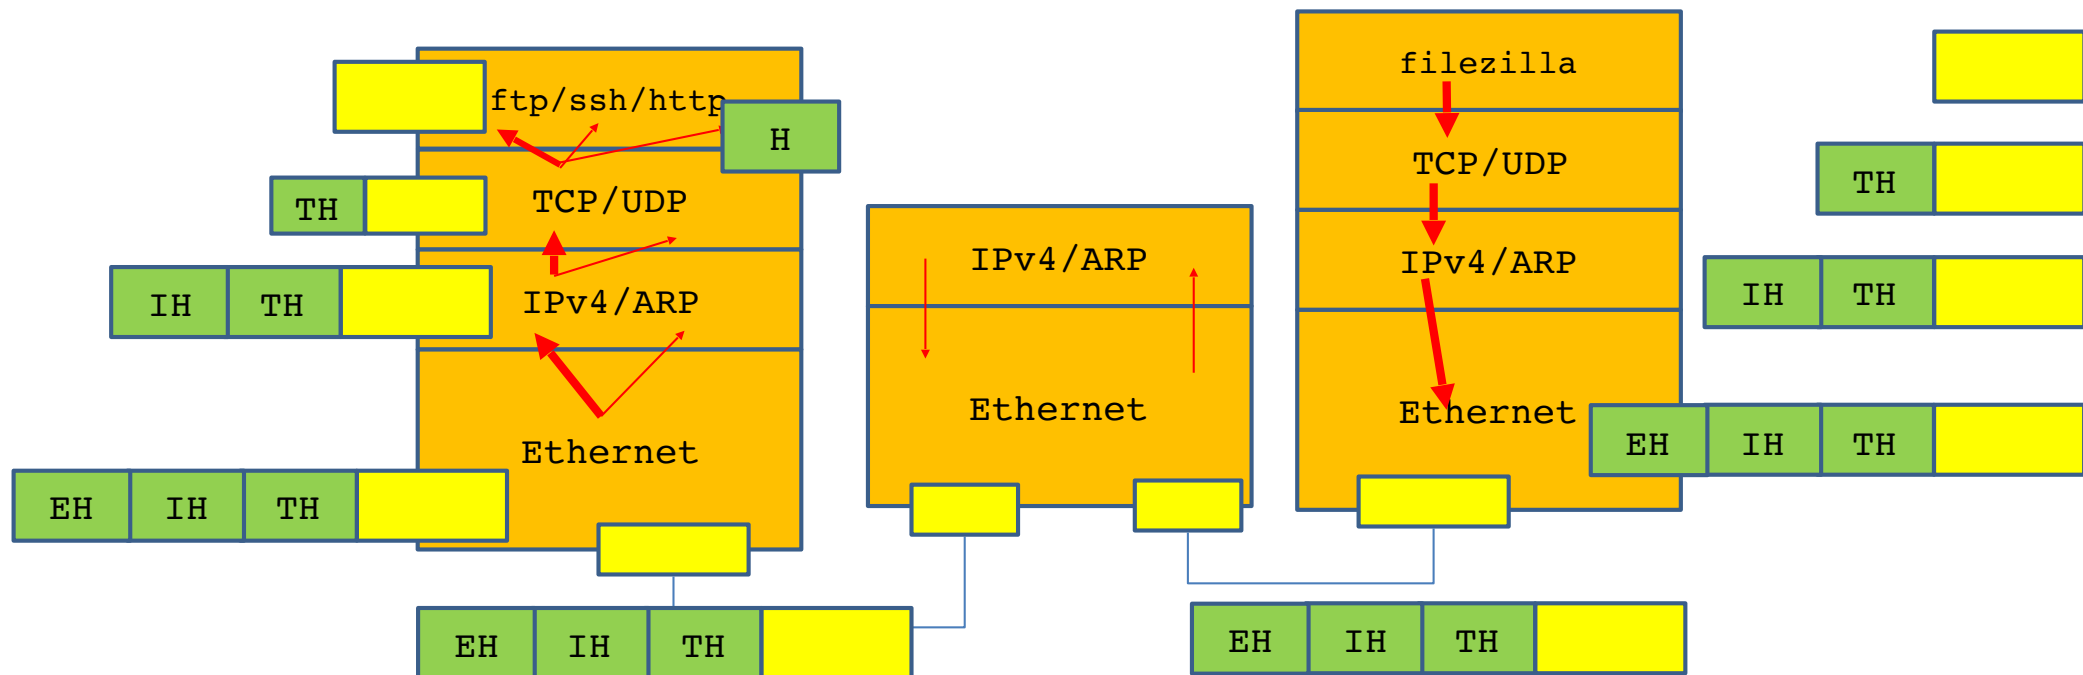 filezilla
ftp/ssh/http
H
TCP/UDP
TH
TH
TCP/UDP
IPv4/ARP
IPv4/ARP
IH TH
IH TH
IPv4/ARP
Ethernet
Ethernet
EH IH TH
Ethernet
EH IH TH
EH IH TH
EH IH TH